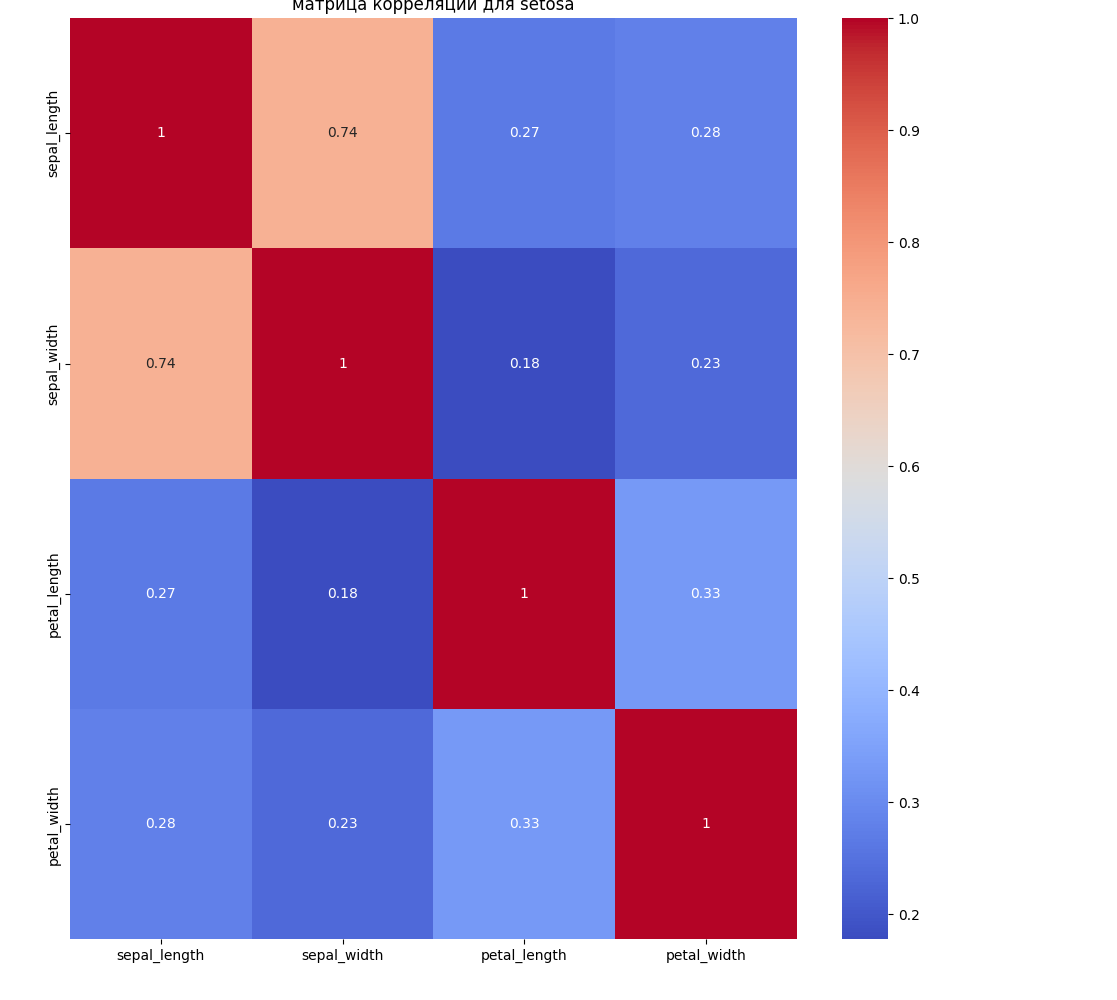 матрица корреляции для setosa
sepal_length
1
0.74
0.27
0.28
sepal_width
0.74
1
0.18
0.23
petal_length
0.27
0.18
1
0.33
petal_width
0.28
0.23
0.33
1
sepal_length
sepal_width
petal_length
petal_width
1.0
0.9
0.8
0.7
0.6
0.5
0.4
0.3
0.2